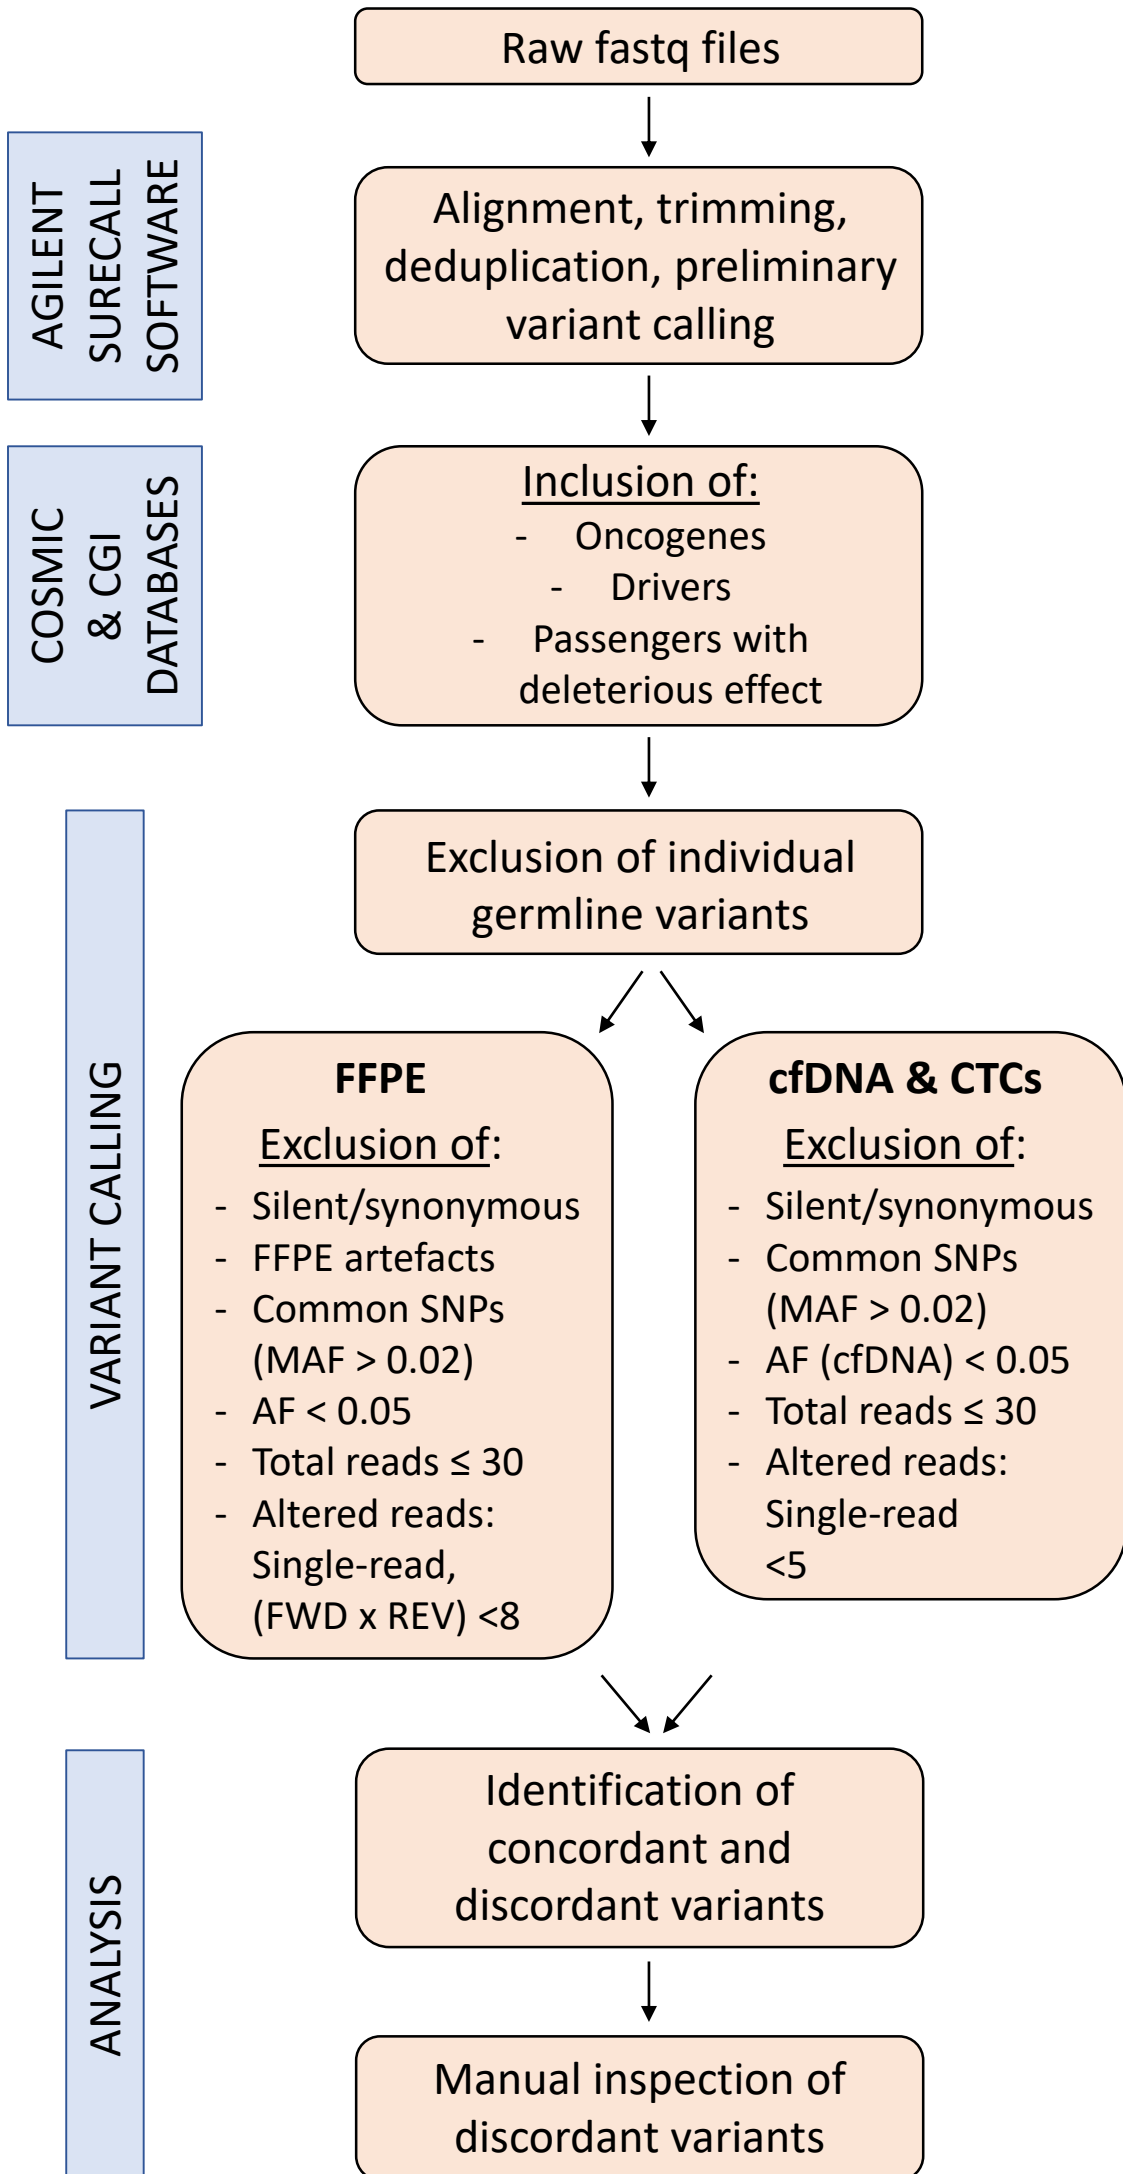 Raw fastq files
AGILENT
SURECALL
SOFTWARE
Alignment, trimming,
deduplication, preliminary
variant calling
COSMIC
& CGI
DATABASES
Inclusion of:
- Oncogenes
- Drivers
- Passengers with
deleterious effect
VARIANT CALLING
Exclusion of individual
germline variants
FFPE
Exclusion of:
- Silent/synonymous
- FFPE artefacts
- Common SNPs
(MAF > 0.02)
- AF < 0.05
- Total reads ≤ 30
- Altered reads:
Single-read,
(FWD x REV) <8
cfDNA & CTCs
Exclusion of:
- Silent/synonymous
- Common SNPs
(MAF > 0.02)
- AF (cfDNA) < 0.05
- Total reads ≤ 30
- Altered reads:
Single-read
<5
ANALYSIS
Identification of
concordant and
discordant variants
Manual inspection of
discordant variants